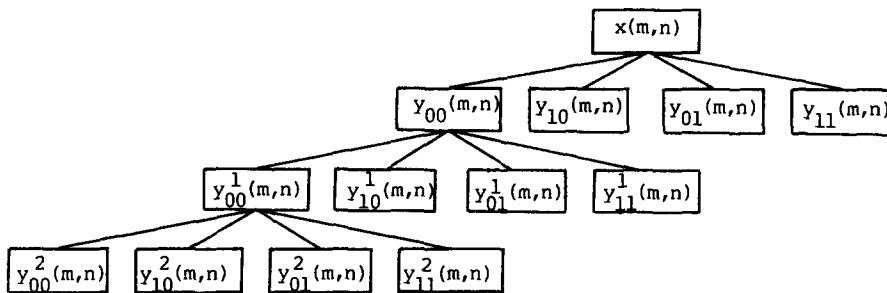 x(m,n)
y₀₀(m,n) y₁₀(m,n) y₀₁(m,n) y₁₁(m,n)
y¹₀₀(m,n) y¹₁₀(m,n) y¹₀₁(m,n) y¹₁₁(m,n)
y²₀₀(m,n) y²₁₀(m,n) y²₀₁(m,n) y²₁₁(m,n)